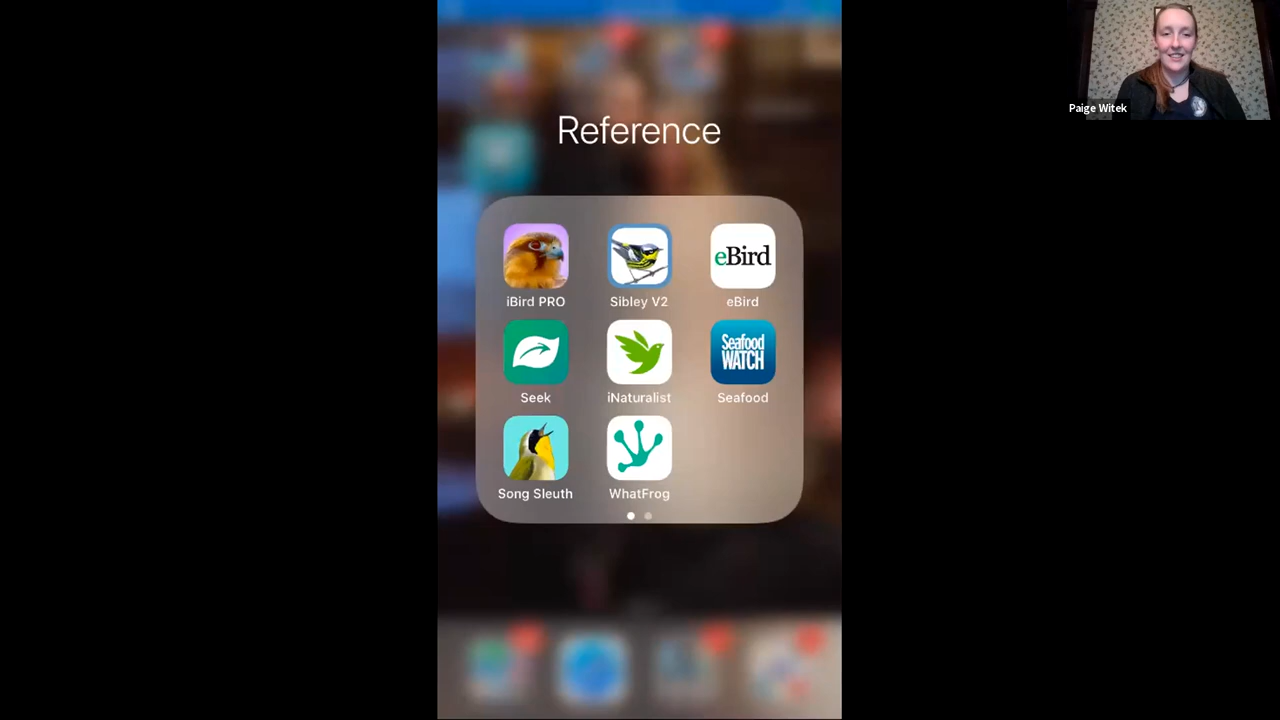 Paige Witek
Reference
eBird
iBird PRO
Sibley V2
eBird
Seafood
WATCH
Seek
iNaturalist
Seafood
Song Sleuth
WhatFrog